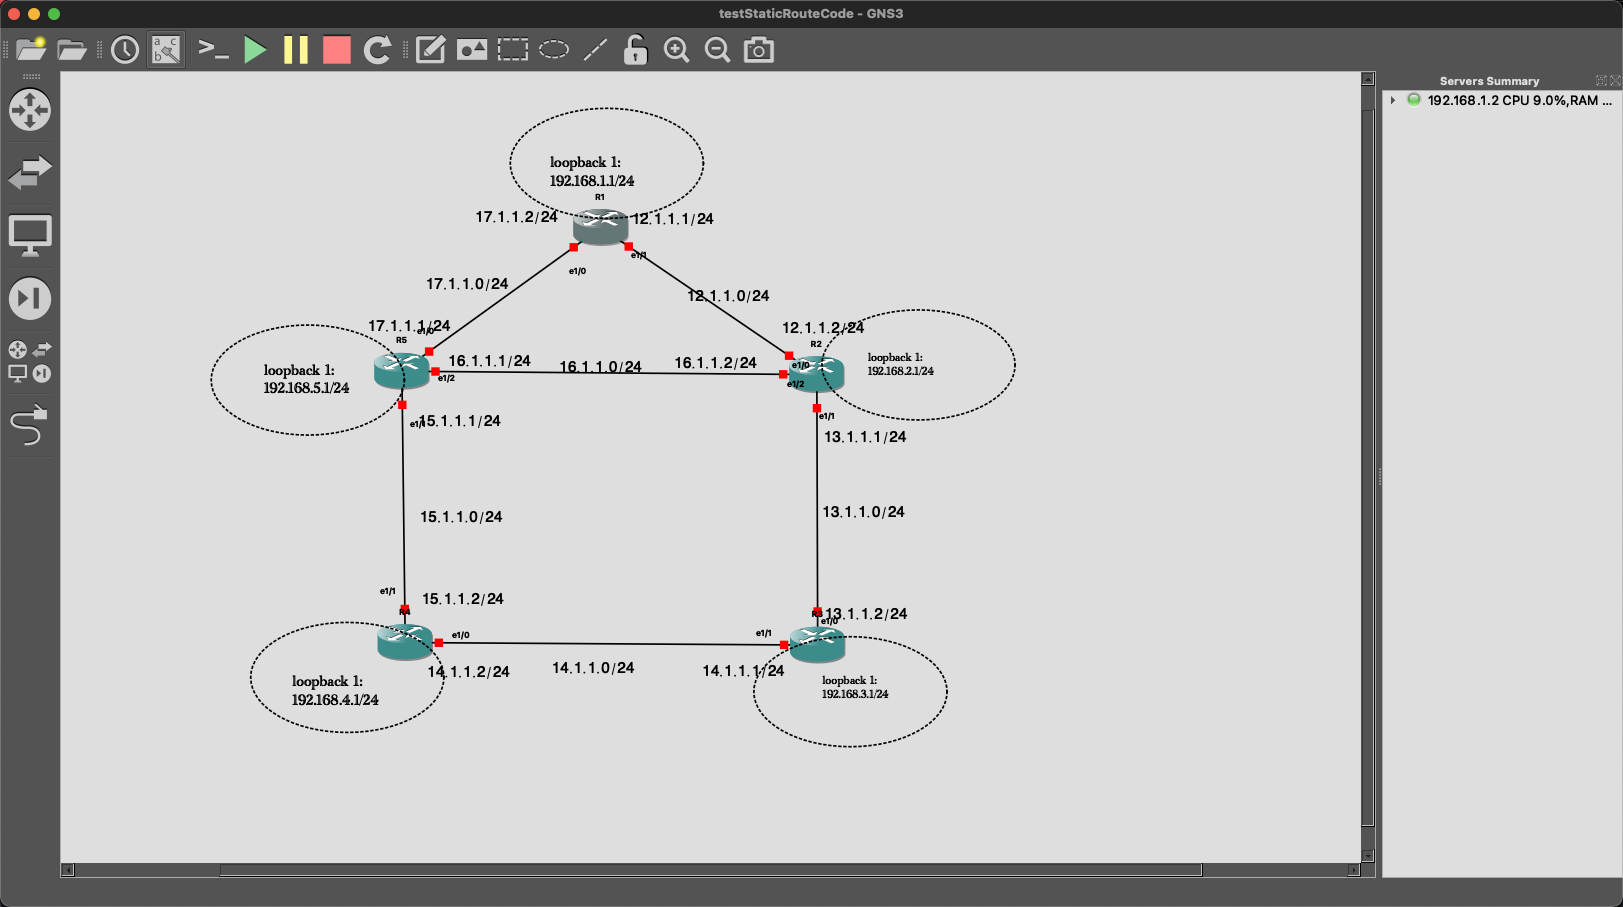 testStaticRouteCode - GNS3
Servers Summary
192.168.1.2 CPU 9.0%,RAM ...
loopback 1:
192.168.1.1/24
R1
17.1.1.2/24
12.1.1.1/24
e1/1
e1/0
17.1.1.0/24
12.1.1.0/24
17.1.1.1/24
e1/0
12.1.1.2/24
R5
R2
loopback 1:
192.168.5.1/24
16.1.1.1/24
16.1.1.0/24
16.1.1.2/24
e1/0
loopback 1:
192.168.2.1/24
e1/2
e1/2
e1/1
15.1.1.1/24
e1/1
13.1.1.1/24
15.1.1.0/24
13.1.1.0/24
e1/1
15.1.1.2/24
R4
R3
13.1.1.2/24
e1/0
e1/0
e1/1
14.1.1.2/24
14.1.1.0/24
14.1.1.1/24
loopback 1:
192.168.4.1/24
loopback 1:
192.168.3.1/24